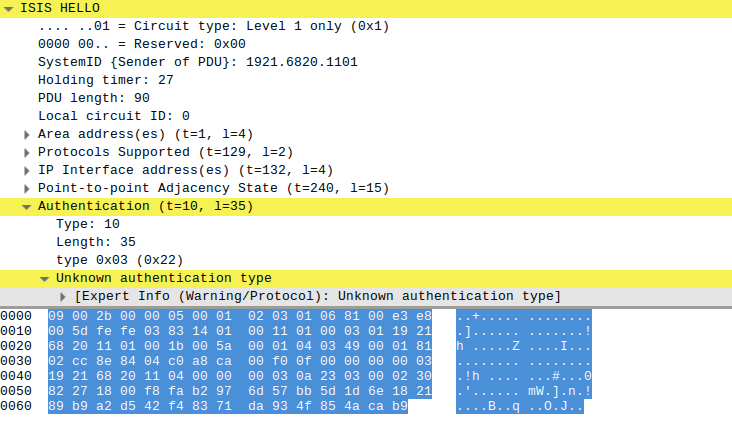 ISIS HELLO
.... ..01 = Circuit type: Level 1 only (0x1)
0000 00.. = Reserved: 0x00
SystemID {Sender of PDU}: 1921.6820.1101
Holding timer: 27
PDU length: 90
Local circuit ID: 0
Area address(es) (t=1, l=4)
Protocols Supported (t=129, l=2)
IP Interface address(es) (t=132, l=4)
Point-to-point Adjacency State (t=240, l=15)
Authentication (t=10, l=35)
Type: 10
Length: 35
type 0x03 (0x22)
Unknown authentication type
[Expert Info (Warning/Protocol): Unknown authentication type]
0000 09 00 2b 00 00 05 00 01 02 03 01 06 81 00 e3 e8 ..+..... ........
0010 00 5d fe fe 03 83 14 01 00 11 01 00 03 01 19 21 .]...... .......!
0020 68 20 11 01 00 1b 00 5a 00 01 04 03 49 00 01 81 h .....Z ....I...
0030 02 cc 8e 84 04 c0 a8 ca 00 f0 0f 00 00 00 00 03 ........ ........
0040 19 21 68 20 11 04 00 00 00 03 0a 23 03 00 02 30 .!h .... ...#...0
0050 82 27 18 00 f8 fa b2 97 6d 57 bb 5d 1d 6e 18 21 .'...... mW.].n.!
0060 89 b9 a2 d5 42 f4 83 71 da 93 4f 85 4a ca b9 ....B..q ..O.J..